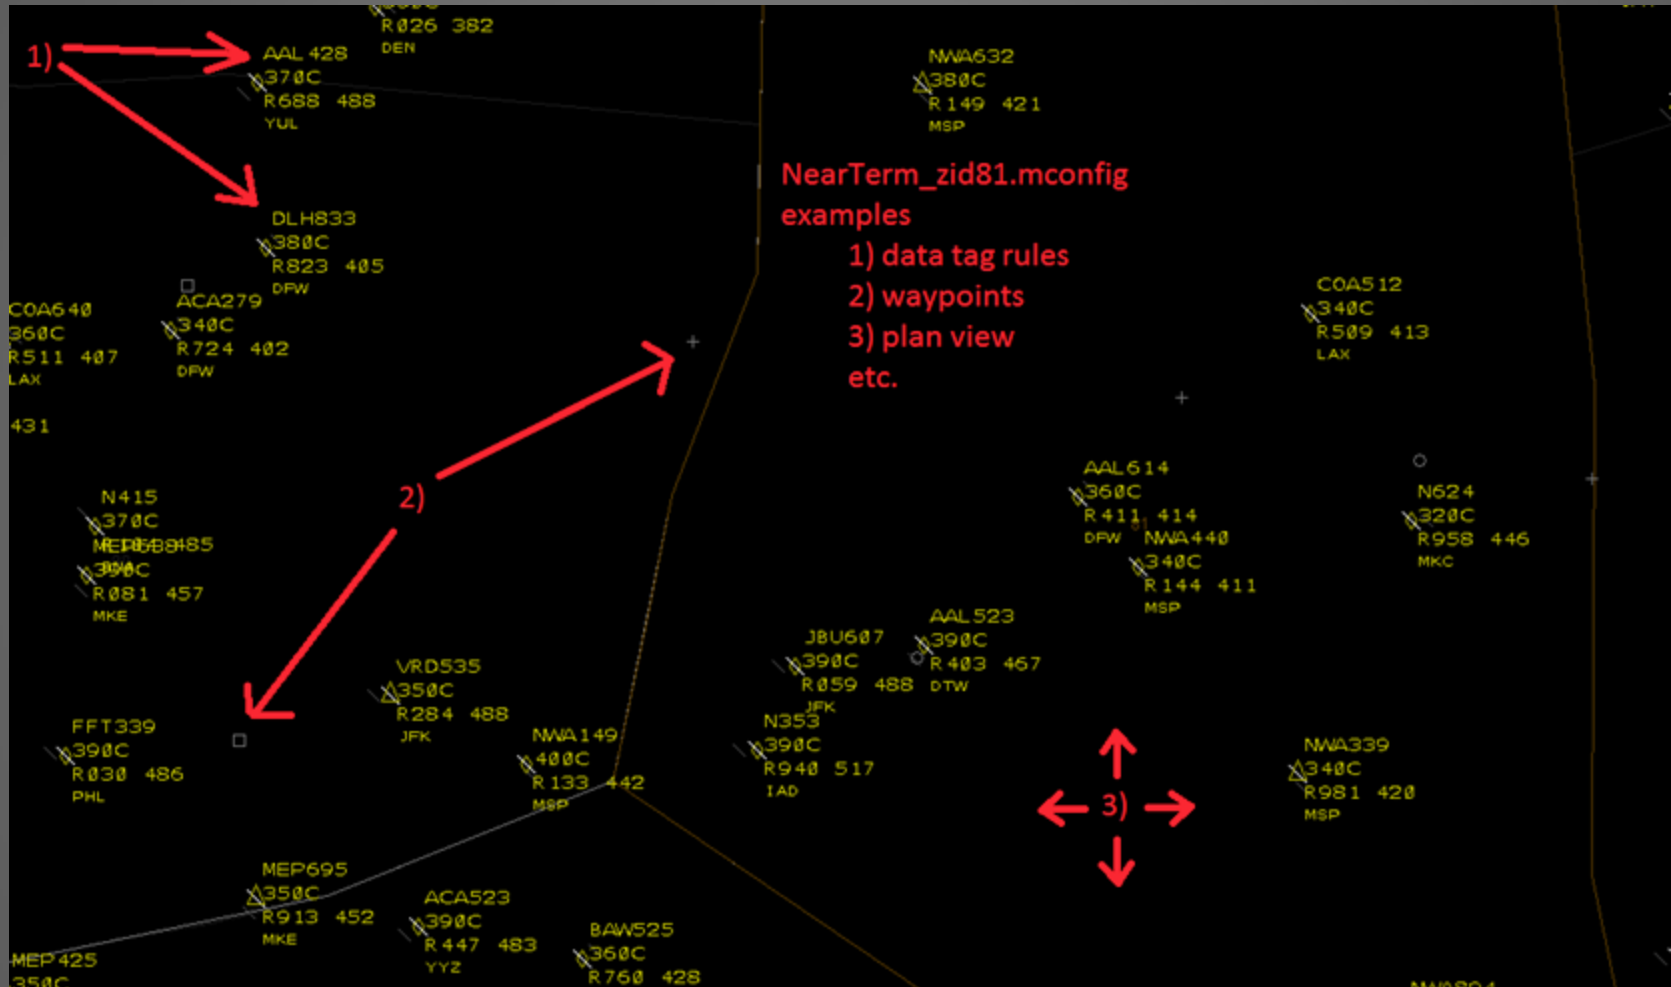 R026 382
DEN
1)
AAL428
370C
R688 488
YUL
NWA632
380C
R149 421
MSP
NearTerm_zid81.mconfig
examples
1) data tag rules
2) waypoints
3) plan view
etc.
DLH833
380C
R823 405
DFW
ACA279
340C
R724 402
DFW
COA640
360C
R511 407
LAX
431
COA512
340C
R509 413
LAX
2)
N415
370C
485
390C
R081 457
MKE
AAL614
360C
R411 414
DFW
NWA440
340C
R144 411
MSP
N624
320C
R958 446
MKC
JBU607
390C
R059 488
JFK
AAL523
390C
R403 467
DTW
VRD535
350C
R284 488
JFK
FFT339
390C
R030 486
PHL
NWA149
400C
R133 442
MSP
N353
390C
R940 517
IAD
3)
NWA339
340C
R981 420
MSP
MEP695
350C
R913 452
MKE
ACA523
390C
R447 483
YYZ
BAW525
360C
R760 428
MEP425
350C